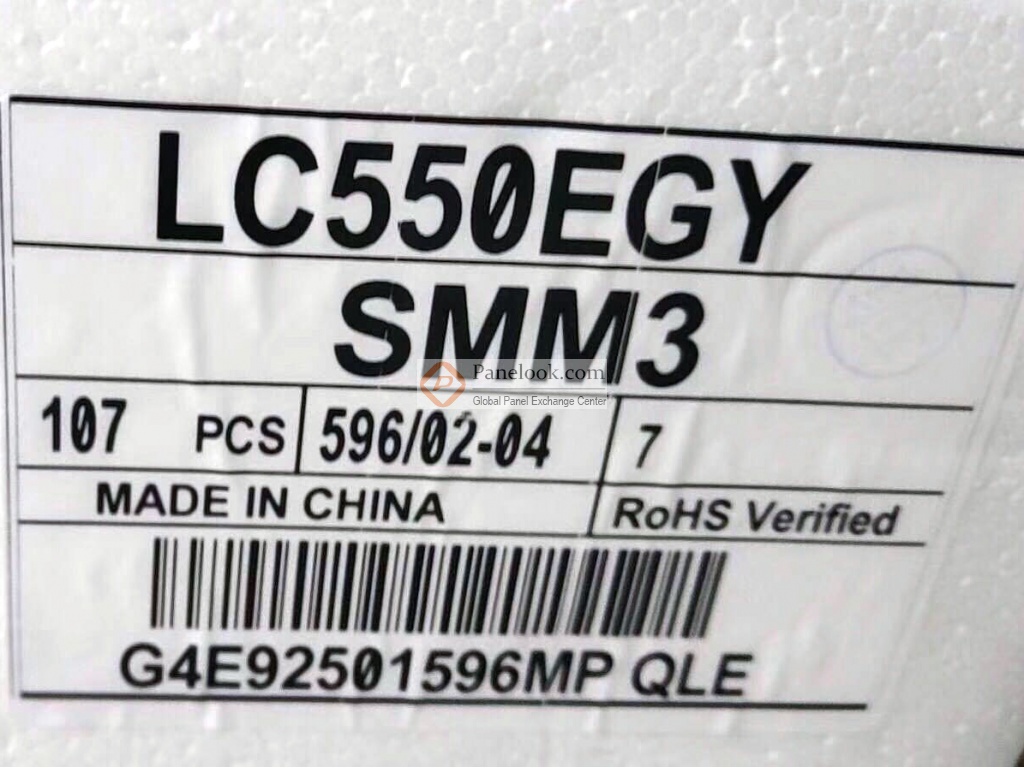 LC550EGY
SMM3
Panelook.com
Global Panel Exchange Center
107 PCS 596/02-04 7
MADE IN CHINA RoHS Verified
G4E92501596MP QLE